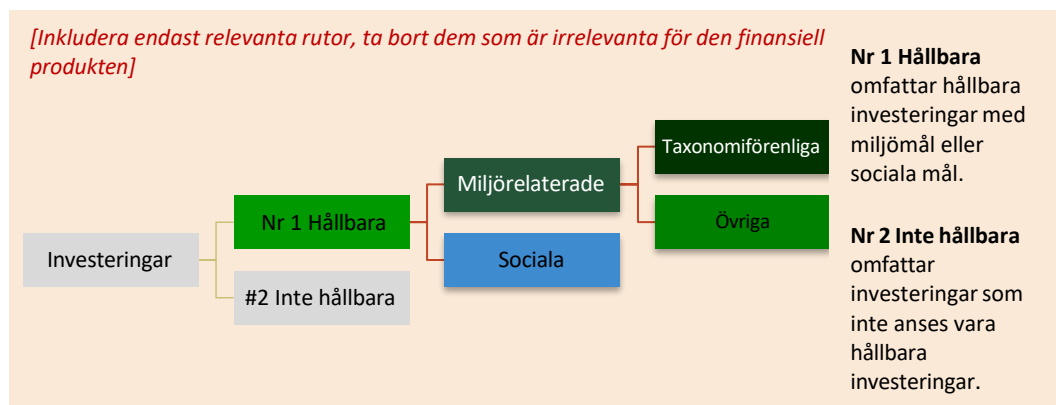 [Inkludera endast relevanta rutor, ta bort dem som är irrelevanta för den finansiell
produkten]
Investeringar
Nr 1 Hållbara
#2 Inte hållbara
Miljörelaterade
Sociala
Taxonomiförenliga
Övriga
Nr 1 Hållbara
omfattar hållbara
investeringar med
miljömål eller
sociala mål.
Nr 2 Inte hållbara
omfattar
investeringar som
inte anses vara
hållbara
investeringar.